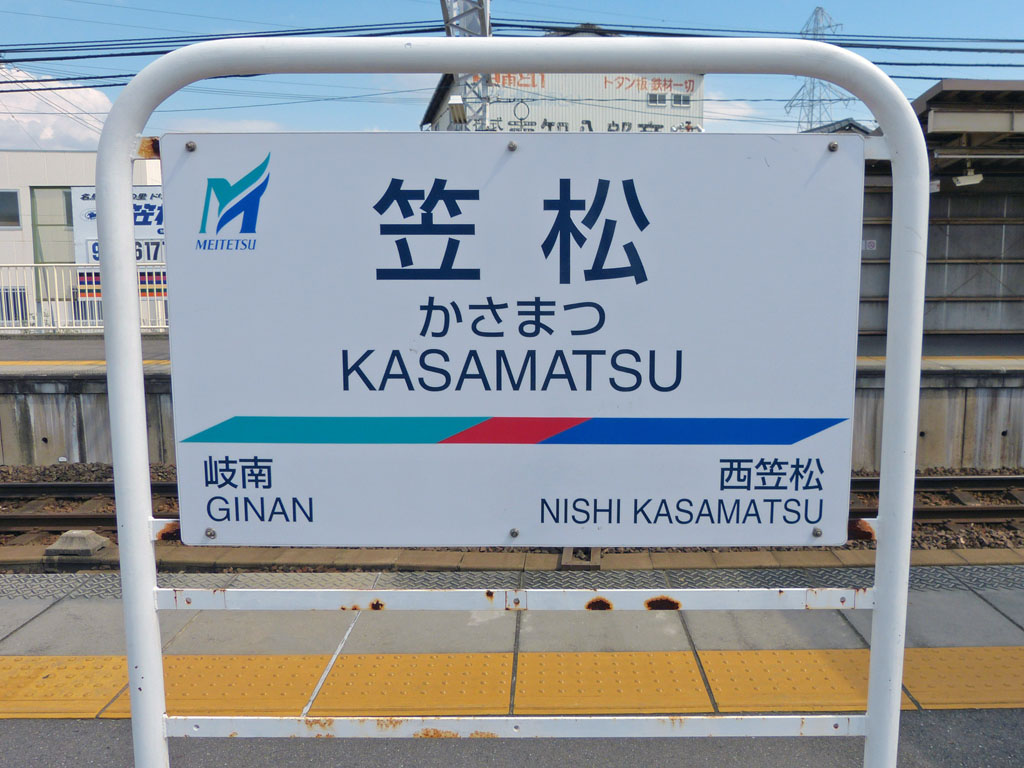 トタン板 鉄材一切
MEITETSU
笠松
かさまつ
KASAMATSU
岐南
GINAN
西笠松
NISHI KASAMATSU